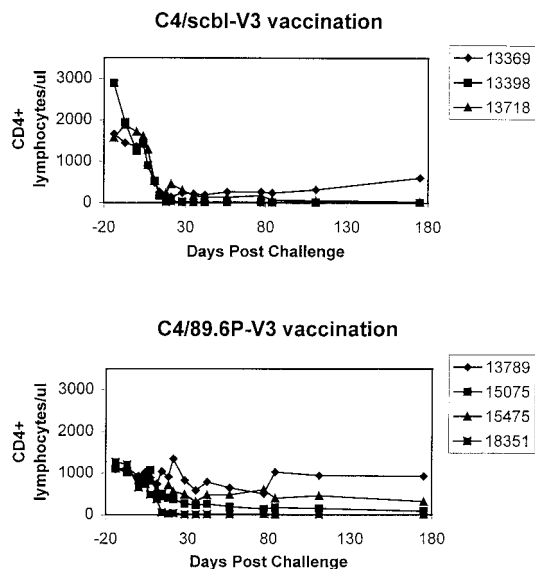 C4/scbl-V3 vaccination
CD4+
lymphocytes/ul
3000
2000
1000
0
-20 30 80 130 180
Days Post Challenge
13369
13398
13718
C4/89.6P-V3 vaccination
CD4+
lymphocytes/ul
3000
2000
1000
0
-20 30 80 130 180
Days Post Challenge
13789
15075
15475
18351